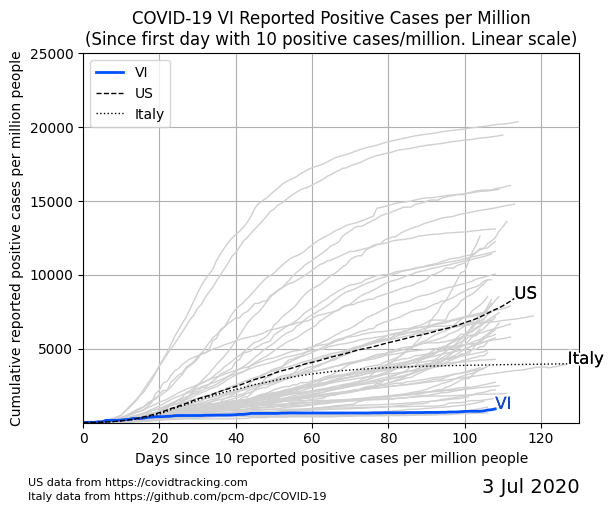 COVID-19 VI Reported Positive Cases per Million
(Since first day with 10 positive cases/million. Linear scale)
Cumulative reported positive cases per million people
25000
20000
15000
10000
5000
VI
US
Italy
US
Italy
VI
0
20
40
60
80
100
120
Days since 10 reported positive cases per million people
US data from https://covidtracking.com
Italy data from https://github.com/pcm-dpc/COVID-19
3 Jul 2020